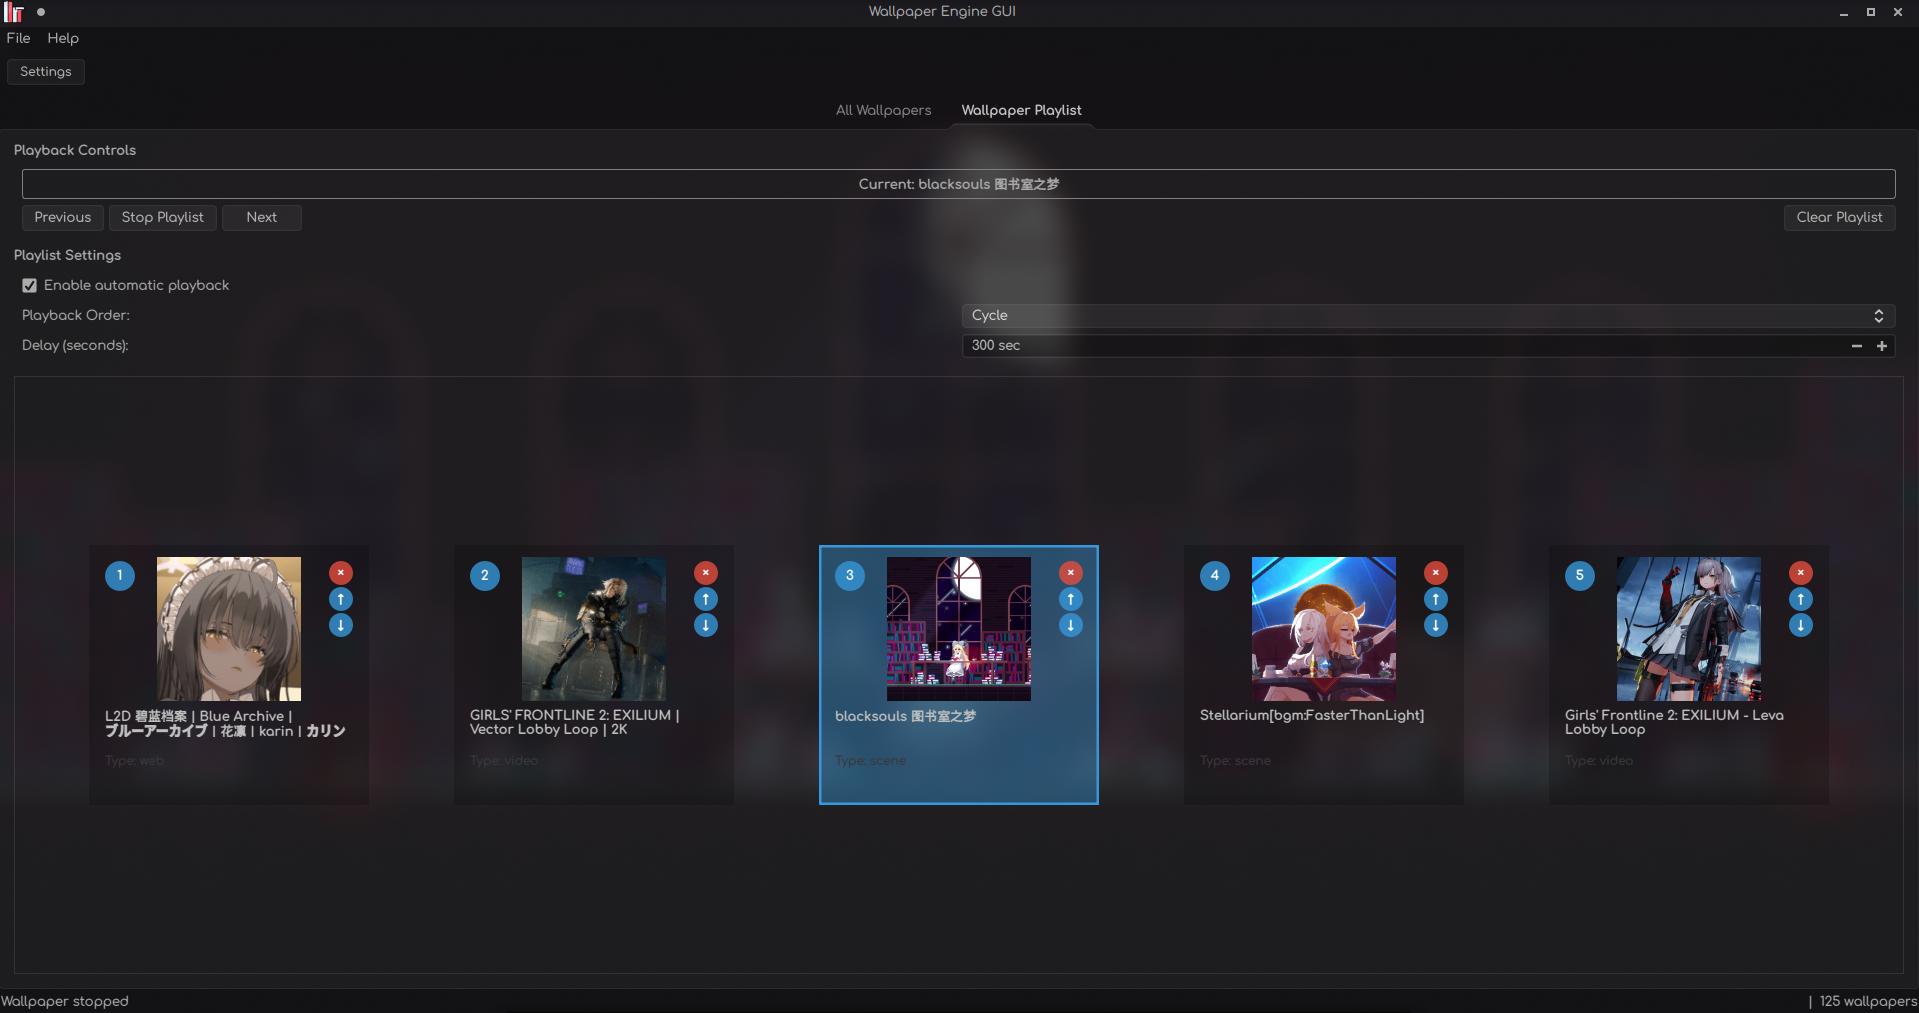 Wallpaper Engine GUI
File Help
Settings
All Wallpapers Wallpaper Playlist
Playback Controls
Current: blacksouls 图书室之梦
Previous Stop Playlist Next Clear Playlist
Playlist Settings
Enable automatic playback
Playback Order: Cycle
Delay (seconds): 300 sec
1
L2D 碧蓝档案 | Blue Archive |
ブルーアーカイブ | 花凛 | karin | カリン
Type: web
2
GIRLS' FRONTLINE 2: EXILIUM |
Vector Lobby Loop | 2K
Type: video
3
blacksouls 图书室之梦
Type: scene
4
Stellarium[bgm:FasterThanLight]
Type: scene
5
Girls' Frontline 2: EXILIUM - Leva
Lobby Loop
Type: video
Wallpaper stopped | 125 wallpapers